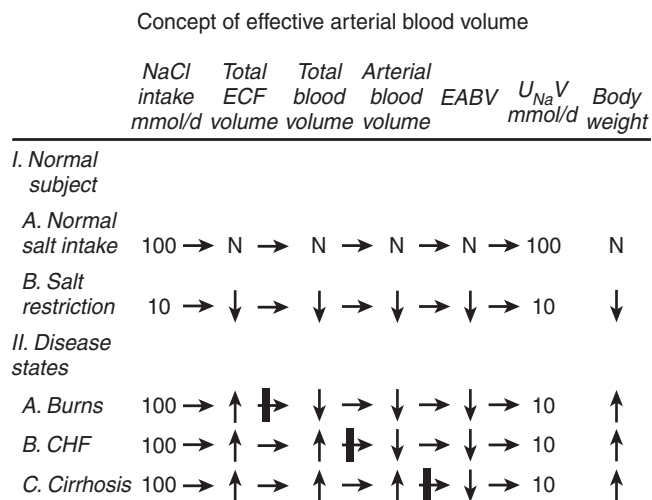 Concept of effective arterial blood volume
NaCl intake mmol/d Total ECF volume Total blood volume Arterial blood volume EABV U_NaV mmol/d Body weight
I. Normal subject
A. Normal salt intake 100 → N → N → N → N → 100 N
B. Salt restriction 10 → ↓ → ↓ → ↓ → ↓ → 10 ↓
II. Disease states
A. Burns 100 → ↑ → ↓ → ↓ → ↓ → 10 ↑
B. CHF 100 → ↑ → ↑ → ↓ → ↓ → 10 ↑
C. Cirrhosis 100 → ↑ → ↑ → ↑ → ↓ → 10 ↑